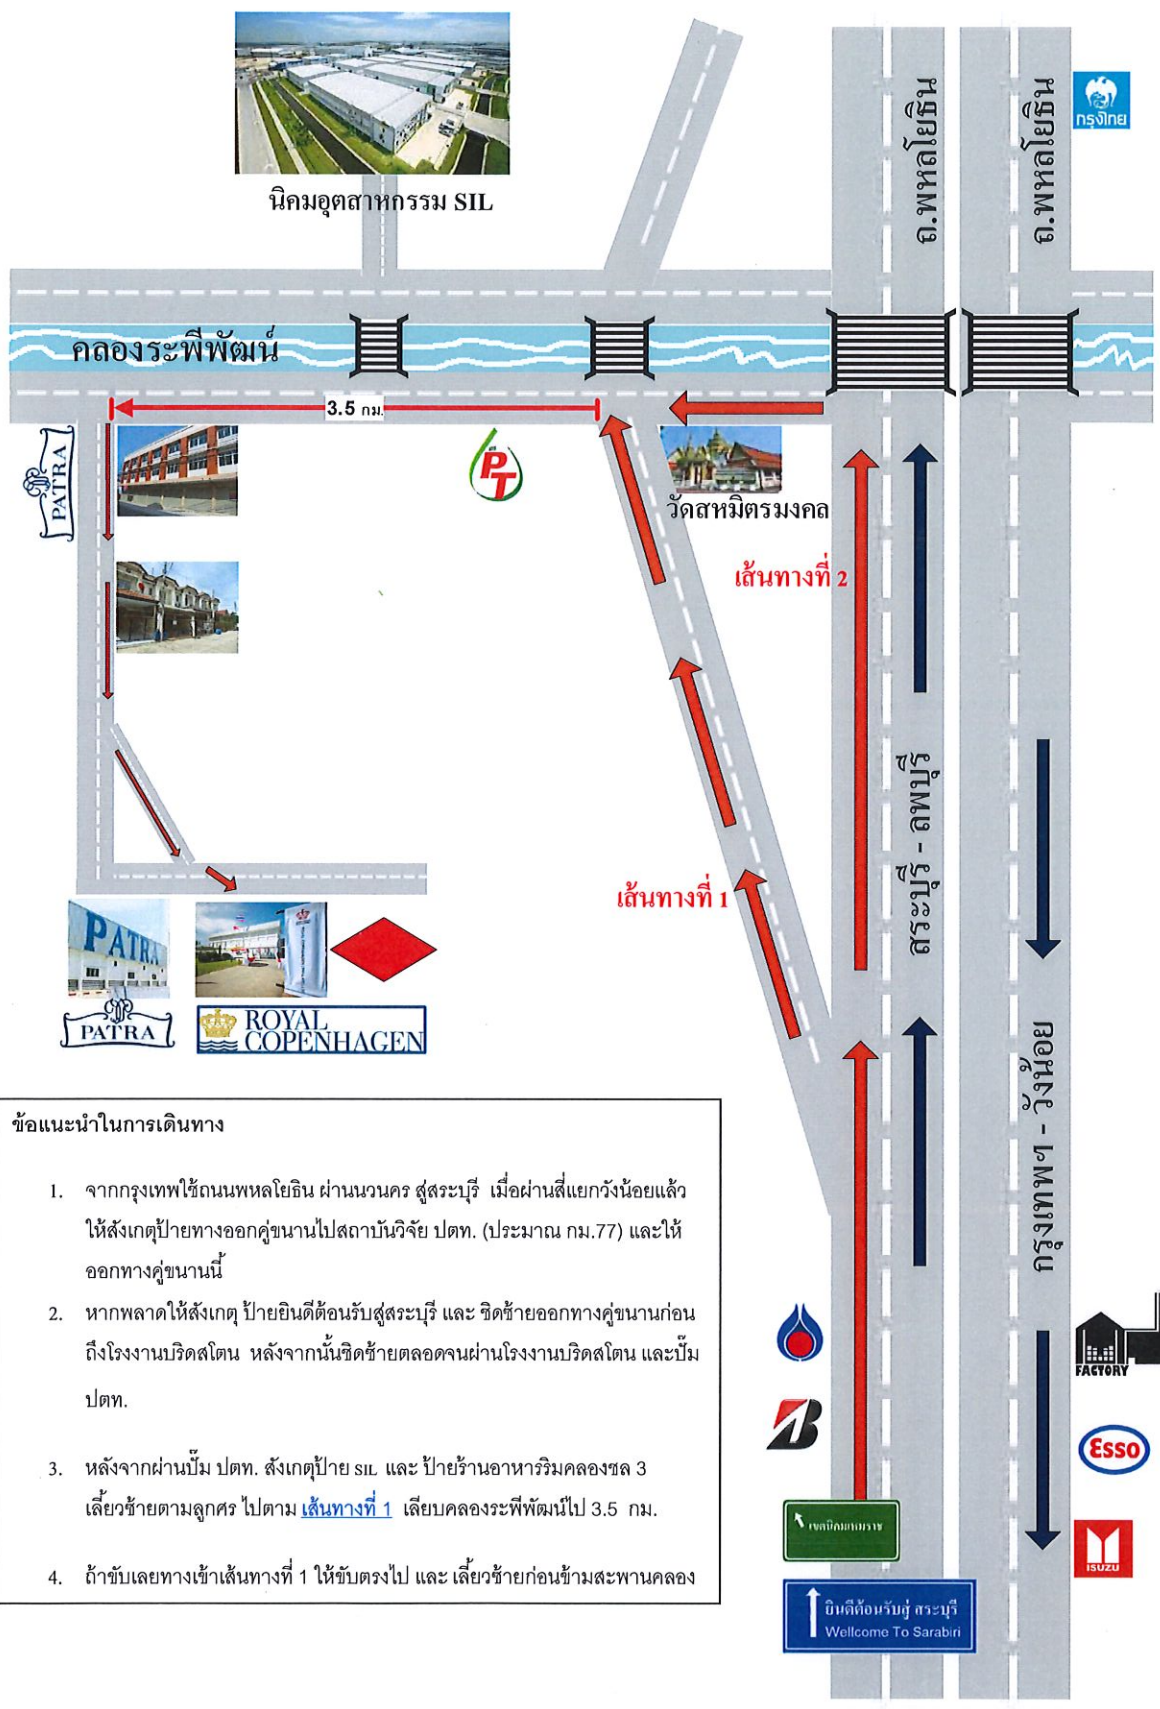 กรุงไทย
ถ.พหลโยธิน
ถ.พหลโยธิน
นิคมอุตสาหกรรม SIL
คลองระพีพัฒน์
3.5 กม.
PATRA
PT
วัดสหมิตรมงคล
เส้นทางที่ 2
สระบุรี - ลพบุรี
เส้นทางที่ 1
PATRA
PATRA
ROYAL
COPENHAGEN
กรุงเทพฯ - วังน้อย
ข้อแนะนำในการเดินทาง
1. จากกรุงเทพใช้ถนนพหลโยธิน ผ่านนวนคร สู่สระบุรี เมื่อผ่านสี่แยกวังน้อยแล้ว
ให้สังเกตุป้ายทางออกคู่ขนานไปสถาบันวิจัย ปตท. (ประมาณ กม.77) และให้
ออกทางคู่ขนานนี้
2. หากพลาดให้สังเกตุ ป้ายยินดีต้อนรับสู่สระบุรี และ ชิดซ้ายออกทางคู่ขนานก่อน
ถึงโรงงานบริดสโตน หลังจากนั้นชิดซ้ายตลอดจนผ่านโรงงานบริดสโตน และปั๊ม
ปตท.
3. หลังจากผ่านปั๊ม ปตท. สังเกตุป้าย SIL และ ป้ายร้านอาหารริมคลองชล 3
เลี้ยวซ้ายตามลูกศร ไปตาม เส้นทางที่ 1 เลียบคลองระพีพัฒน์ไป 3.5 กม.
4. ถ้าขับเลยทางเข้าเส้นทางที่ 1 ให้ขับตรงไป และ เลี้ยวซ้ายก่อนข้ามสะพานคลอง
FACTORY
Esso
ISUZU
ยินดีต้อนรับสู่ สระบุรี
Wellcome To Sarabiri